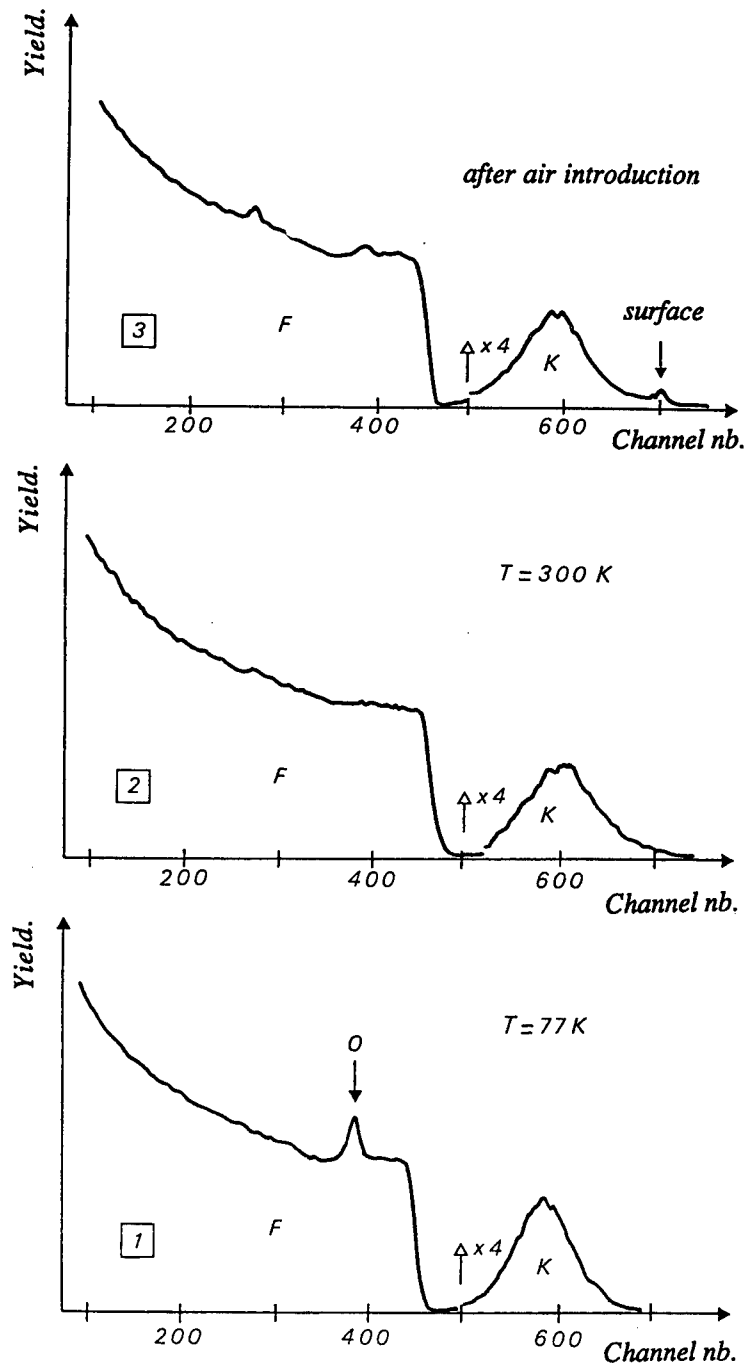 Yield.
after air introduction
surface
3
F
x 4
K
200
400
600
Channel nb.
Yield.
T = 300 K
2
F
x 4
K
200
400
600
Channel nb.
Yield.
T = 77 K
O
1
F
x 4
K
200
400
600
Channel nb.